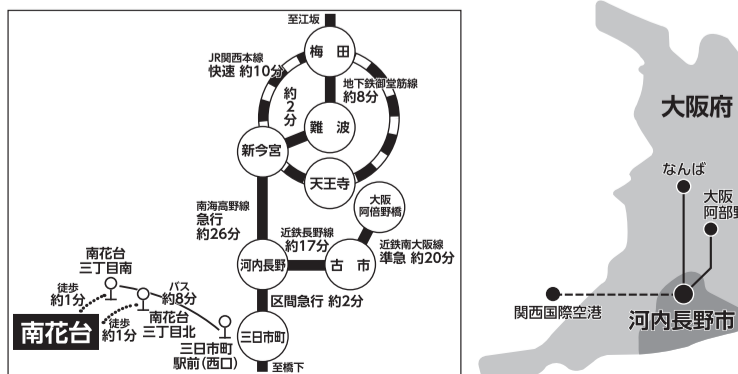 至江坂
梅 田
JR関西本線
快速 約10分
地下鉄御堂筋線
約8分
約2分
難 波
新今宮
天王寺
大阪
阿倍野橋
南海高野線
急行
約26分
近鉄長野線
約17分
近鉄南大阪線
準急 約20分
河内長野
古 市
区間急行 約2分
南花台
三丁目南
徒歩
約1分
バス
約8分
南花台
徒歩
約1分
南花台
三丁目北
三日市町
駅前(西口)
三日市町
至橋下
大阪府
なんば
大阪
阿部野
関西国際空港
河内長野市